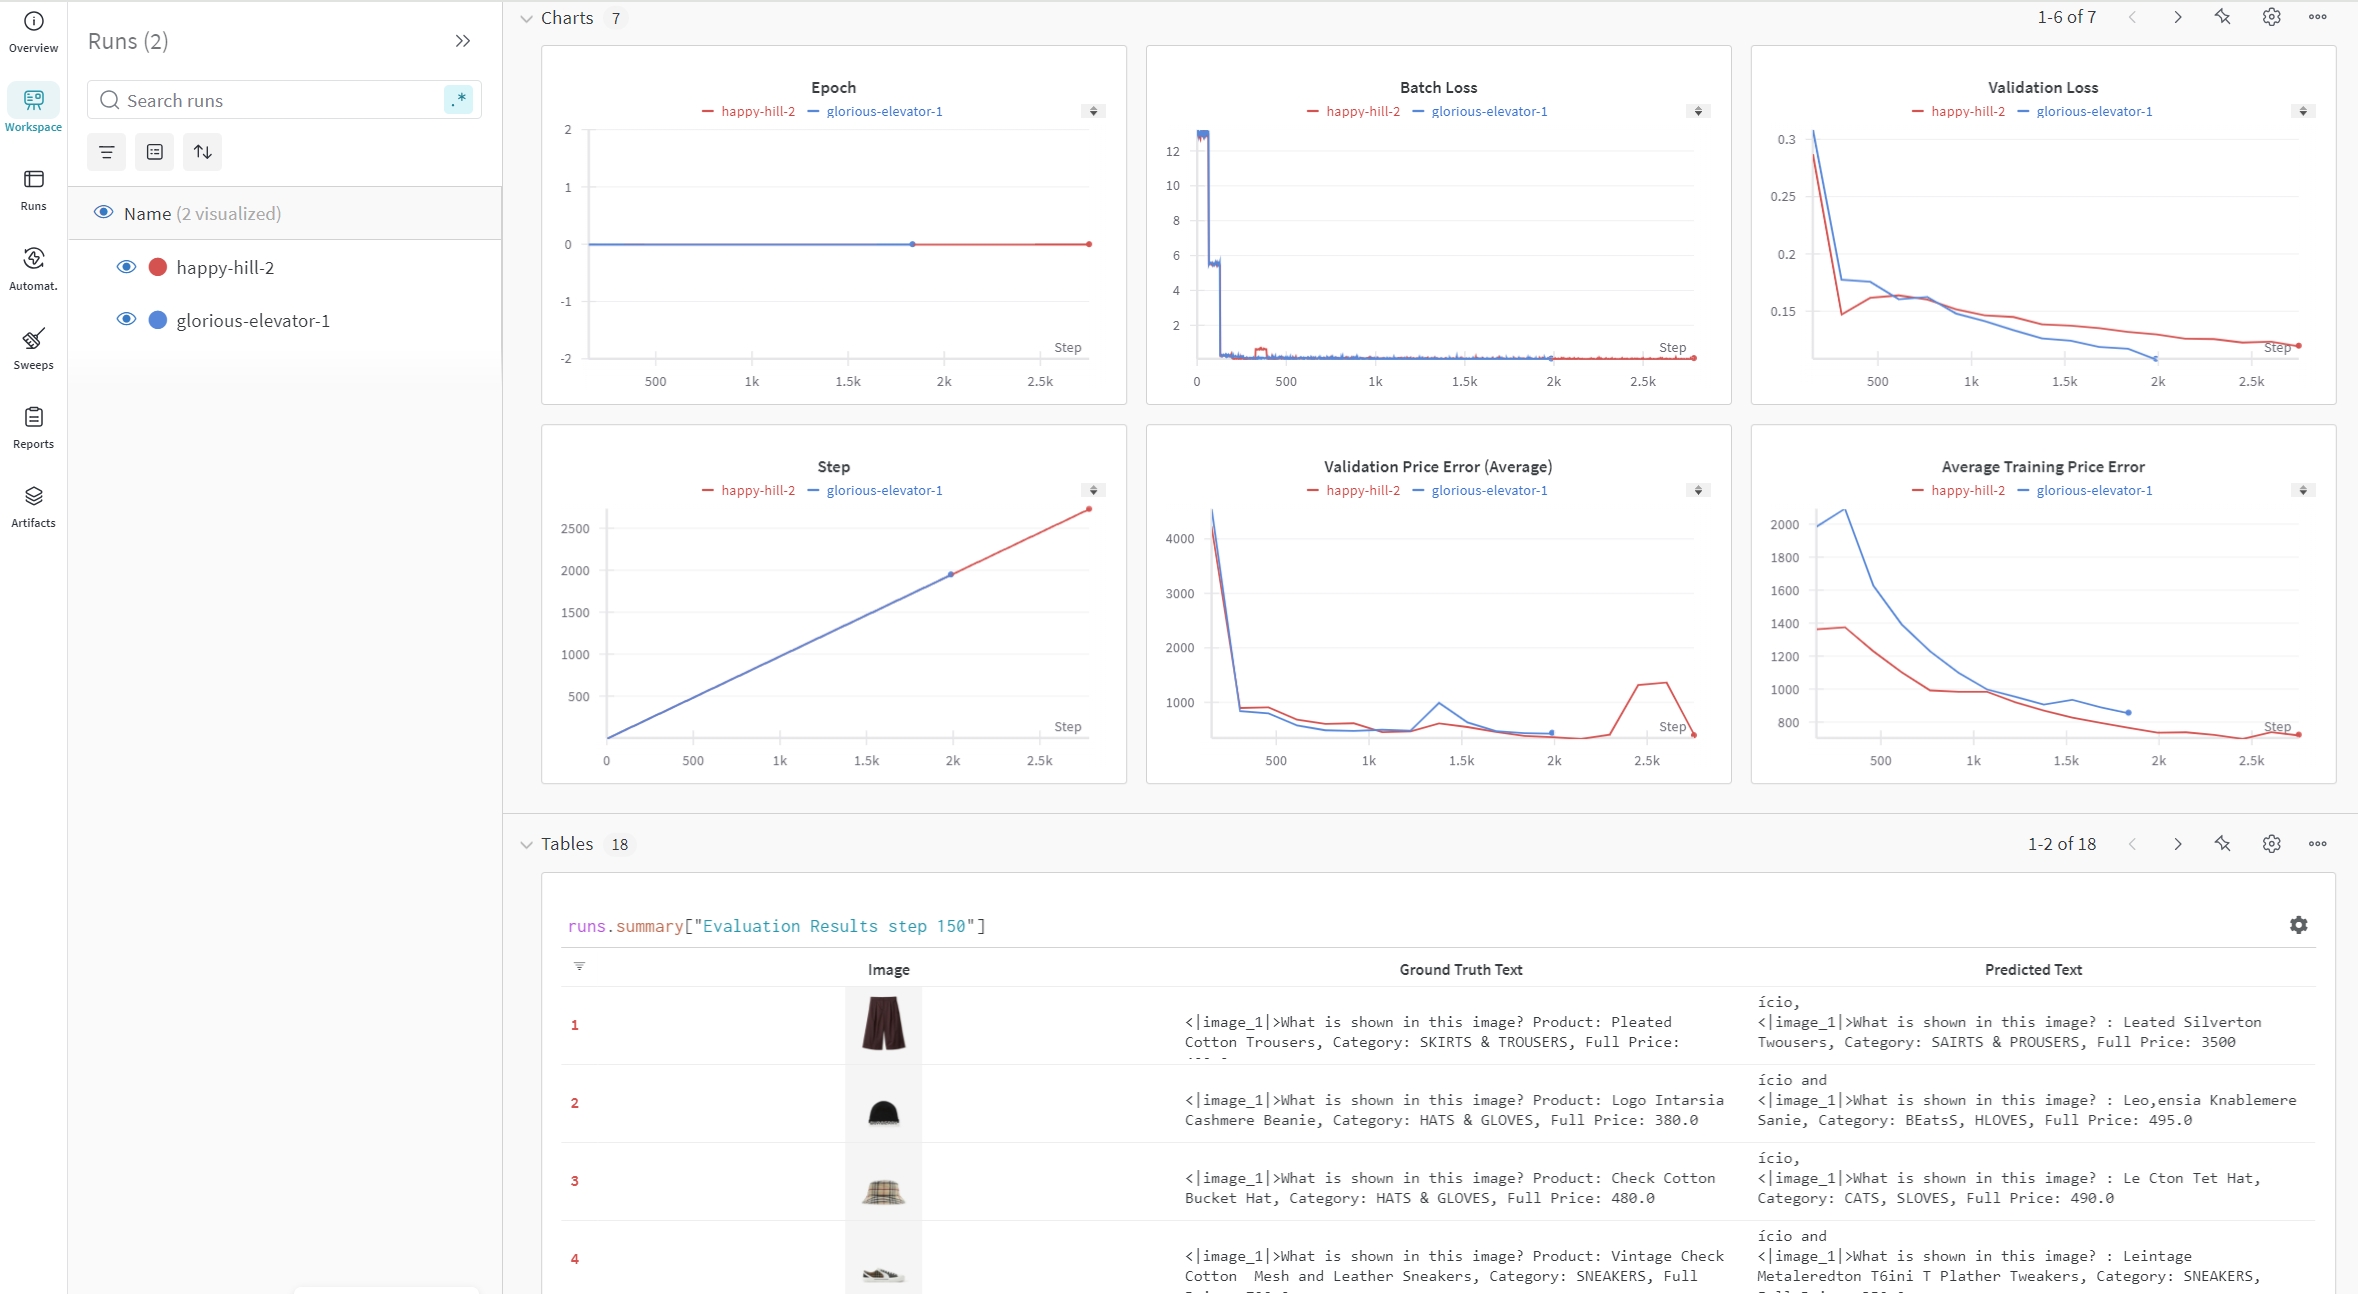 Overview
Workspace
Runs
Automat.
Sweeps
Reports
Artifacts
Runs (2)
Search runs
.*
Name (2 visualized)
happy-hill-2
glorious-elevator-1
Charts 7
1-6 of 7
Epoch
happy-hill-2 glorious-elevator-1
2
1
0
-1
-2
Step
500 1k 1.5k 2k 2.5k
Batch Loss
happy-hill-2 glorious-elevator-1
12
10
8
6
4
2
Step
0 500 1k 1.5k 2k 2.5k
Validation Loss
happy-hill-2 glorious-elevator-1
0.3
0.25
0.2
0.15
Step
500 1k 1.5k 2k 2.5k
Step
happy-hill-2 glorious-elevator-1
2500
2000
1500
1000
500
Step
0 500 1k 1.5k 2k 2.5k
Validation Price Error (Average)
happy-hill-2 glorious-elevator-1
4000
3000
2000
1000
Step
500 1k 1.5k 2k 2.5k
Average Training Price Error
happy-hill-2 glorious-elevator-1
2000
1800
1600
1400
1200
1000
800
Step
500 1k 1.5k 2k 2.5k
Tables 18
1-2 of 18
runs.summary["Evaluation Results step 150"]
Image Ground Truth Text Predicted Text
1
<|image_1|>What is shown in this image? Product: Pleated
Cotton Trousers, Category: SKIRTS & TROUSERS, Full Price:
ício,
<|image_1|>What is shown in this image? : Leated Silverton
Twousers, Category: SAIRTS & PROUSERS, Full Price: 3500
2
<|image_1|>What is shown in this image? Product: Logo Intarsia
Cashmere Beanie, Category: HATS & GLOVES, Full Price: 380.0
ício and
<|image_1|>What is shown in this image? : Leo,ensia Knablemere
Sanie, Category: BEatsS, HLOVES, Full Price: 495.0
3
<|image_1|>What is shown in this image? Product: Check Cotton
Bucket Hat, Category: HATS & GLOVES, Full Price: 480.0
ício,
<|image_1|>What is shown in this image? : Le Cton Tet Hat,
Category: CATS, SLOVES, Full Price: 490.0
4
<|image_1|>What is shown in this image? Product: Vintage Check
Cotton  Mesh and Leather Sneakers, Category: SNEAKERS, Full
ício and
<|image_1|>What is shown in this image? : Leintage
Metaleredton T6ini T Plather Tweakers, Category: SNEAKERS,